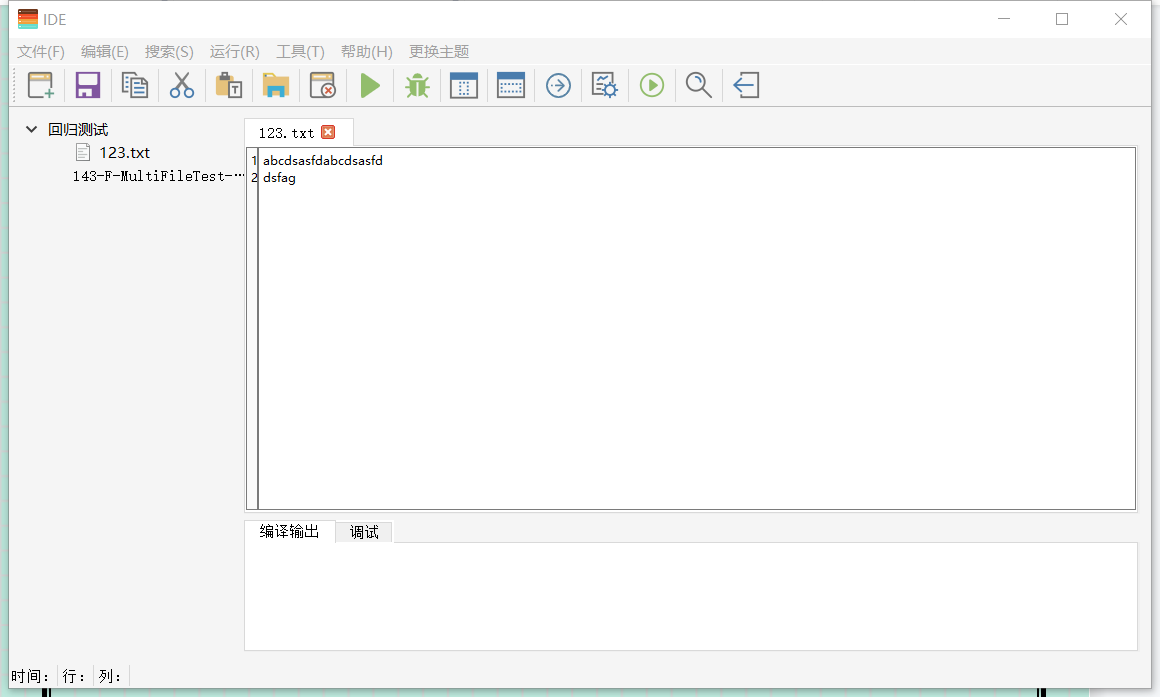 IDE
文件(F) 编辑(E) 搜索(S) 运行(R) 工具(T) 帮助(H) 更换主题
回归测试
123.txt
143-F-MultiFileTest-…
123.txt
1 abcdsasfdabcdsasfd
2 dsfag
编译输出 调试
时间： 行： 列：